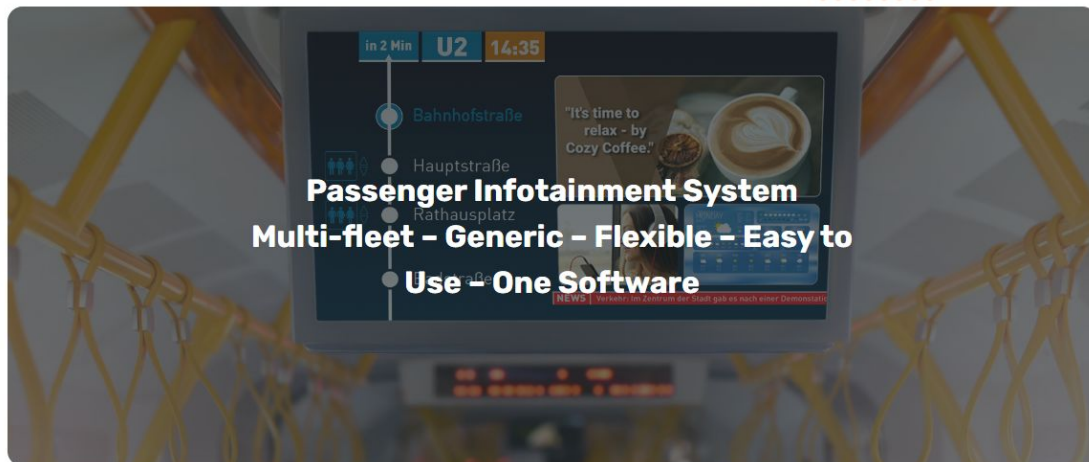 in 2 Min U2 14:35
Bahnhofstraße
"It's time to
relax - by
Cozy Coffee."
Hauptstraße
Passenger Infotainment System
Rathausplatz
Multi-fleet – Generic – Flexible – Easy to
Use – One Software
NEWS Verkehr: Im Zentrum der Stadt gab es nach einer Demonstatio